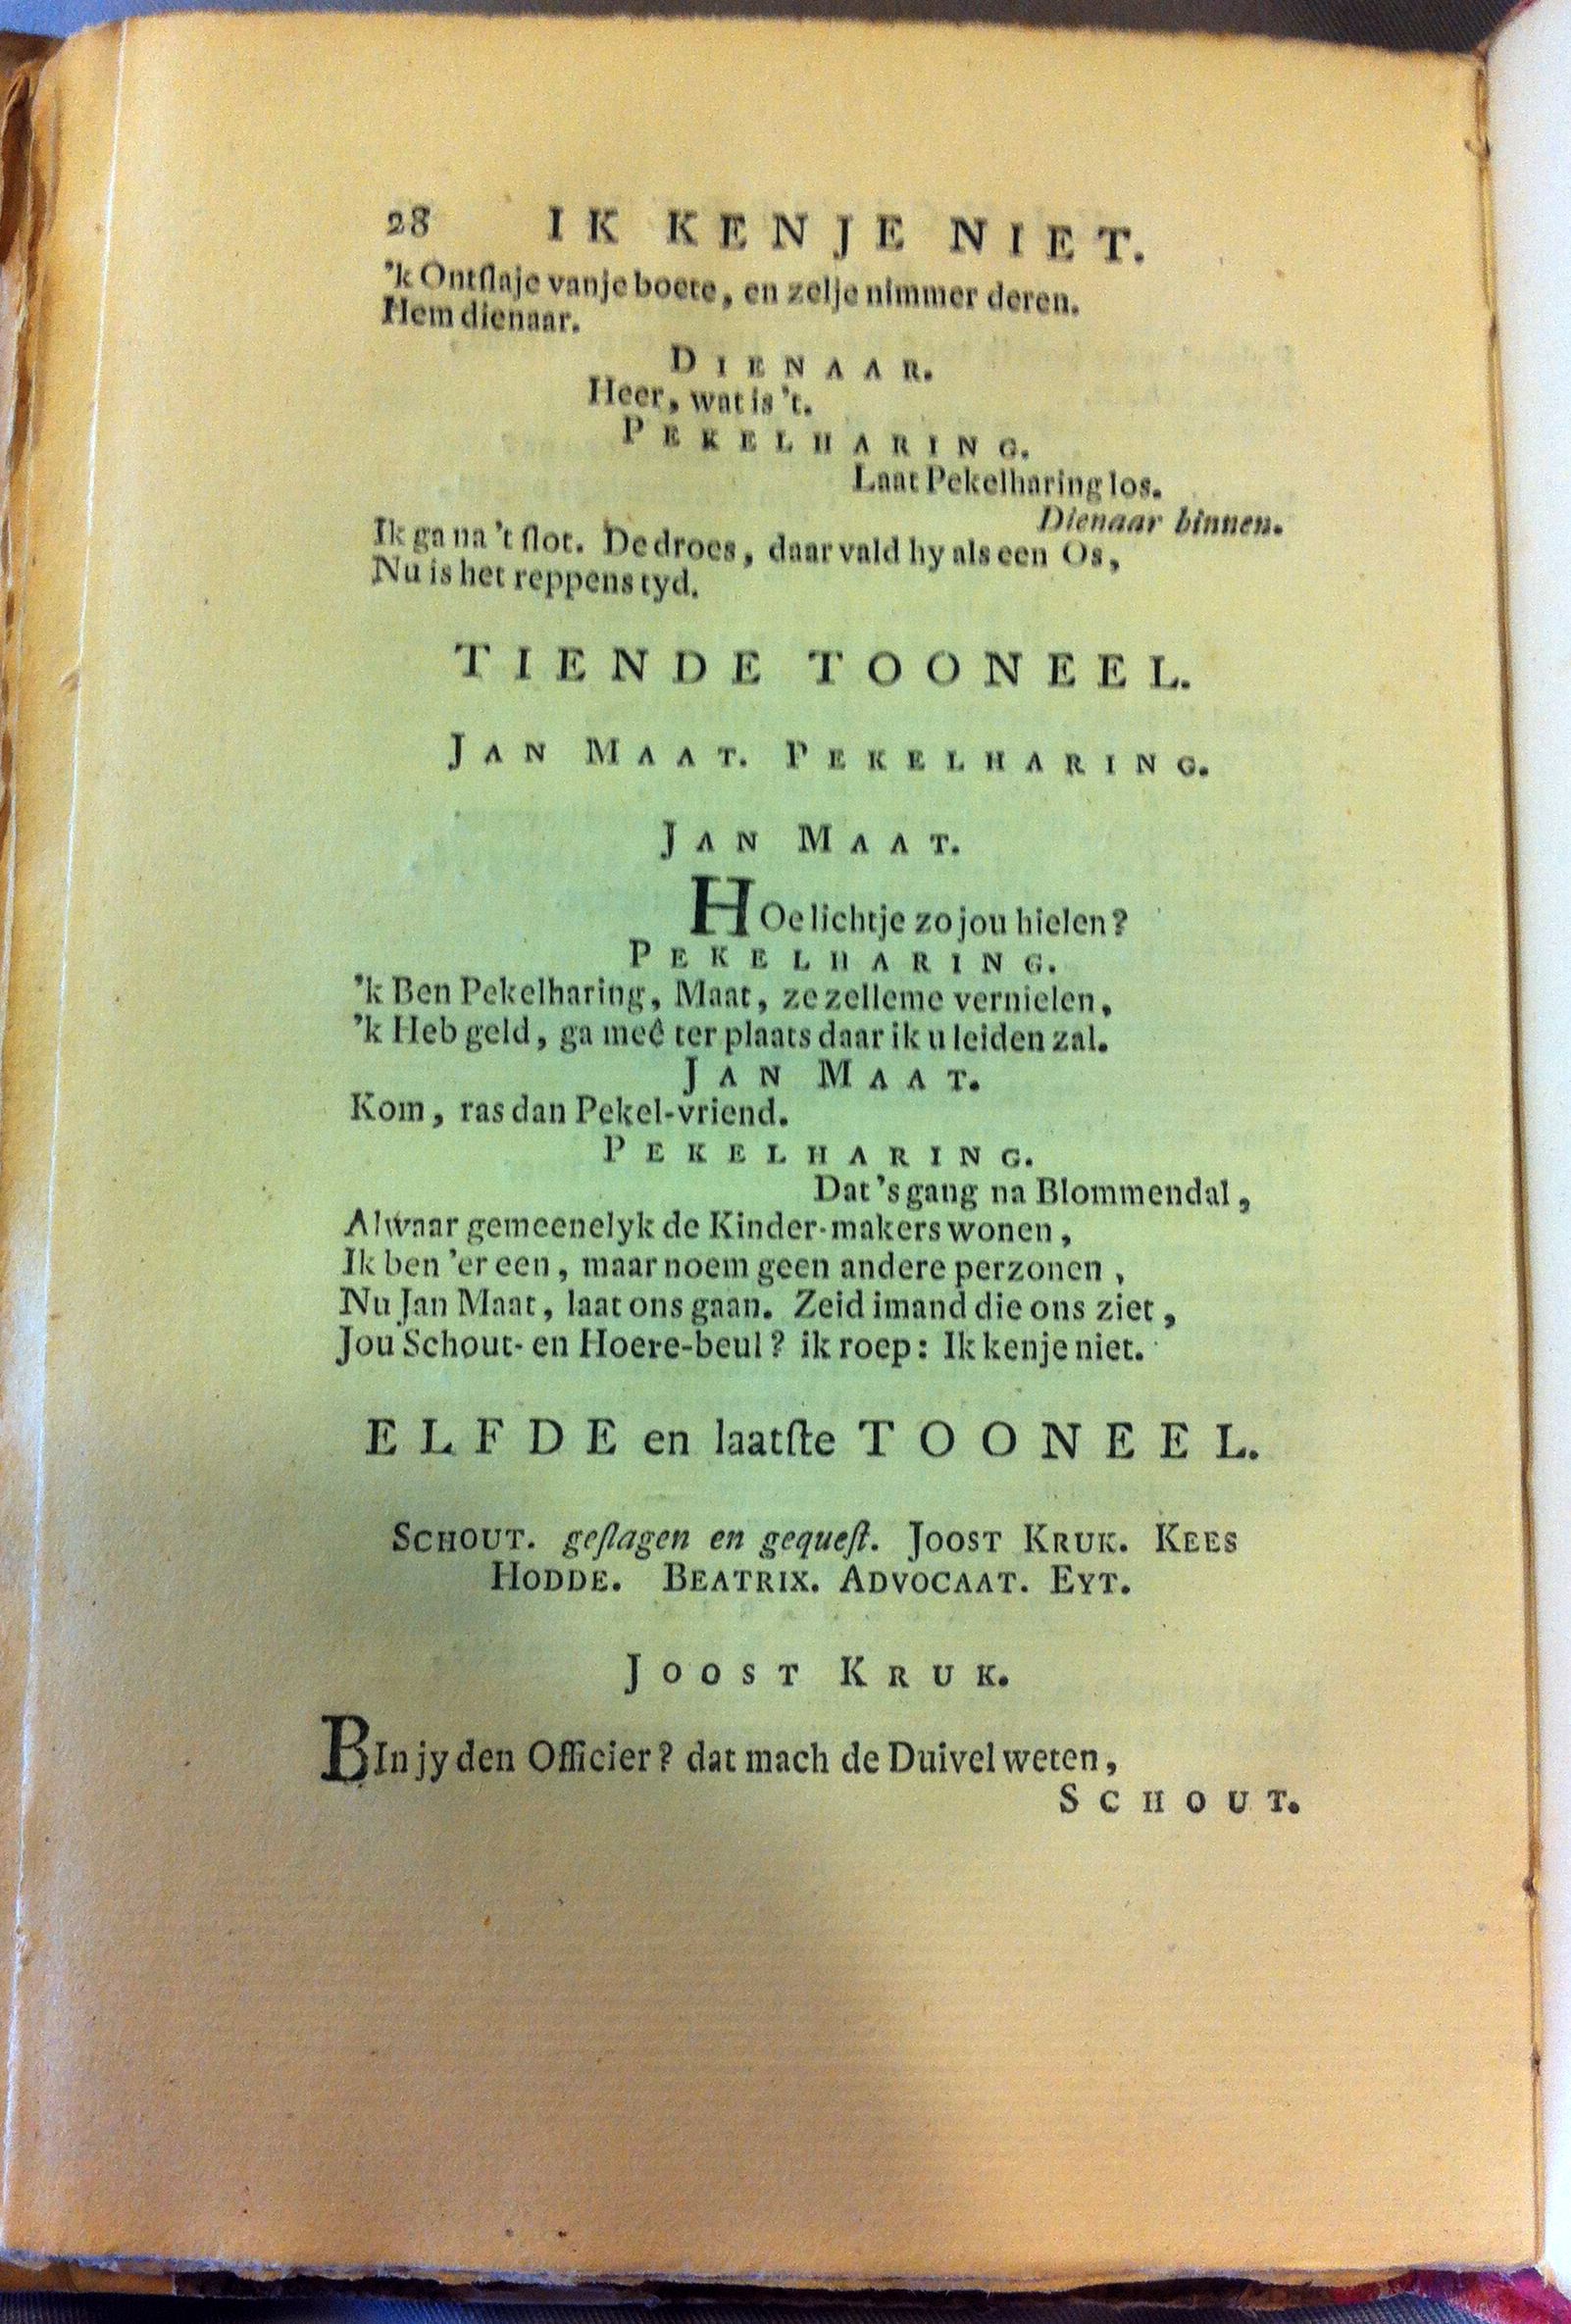 28 IK KEN JE NIET.
'k Ontslaje vanje boete, en zelje nimmer deren.
Hem dienaar.
DIENAAR.
Heer, wat is 't.
PEKELHARING.
Laat Pekelharing los.
Dienaar binnen.
Ik ga na 't slot. De droes, daar vald hy als een Os,
Nu is het reppens tyd.
TIENDE TOONEEL.
JAN MAAT. PEKELHARING.
JAN MAAT.
HOe lichtje zo jou hielen?
PEKELHARING.
'k Ben Pekelharing, Maat, ze zelleme vernielen,
'k Heb geld, ga meê ter plaats daar ik u leiden zal.
JAN MAAT.
Kom, ras dan Pekel-vriend.
PEKELHARING.
Dat 's gang na Blommendal,
Alwaar gemeenelyk de Kinder-makers wonen,
Ik ben 'er een, maar noem geen andere perzonen,
Nu Jan Maat, laat ons gaan. Zeid imand die ons ziet,
Jou Schout- en Hoere-beul? ik roep: Ik kenje niet.
ELFDE en laatste TOONEEL.
SCHOUT. geslagen en gequest. JOOST KRUK. KEES
HODDE. BEATRIX. ADVOCAAT. EYT.
JOOST KRUK.
BIn jy den Officier? dat mach de Duivel weten,
SCHOUT.